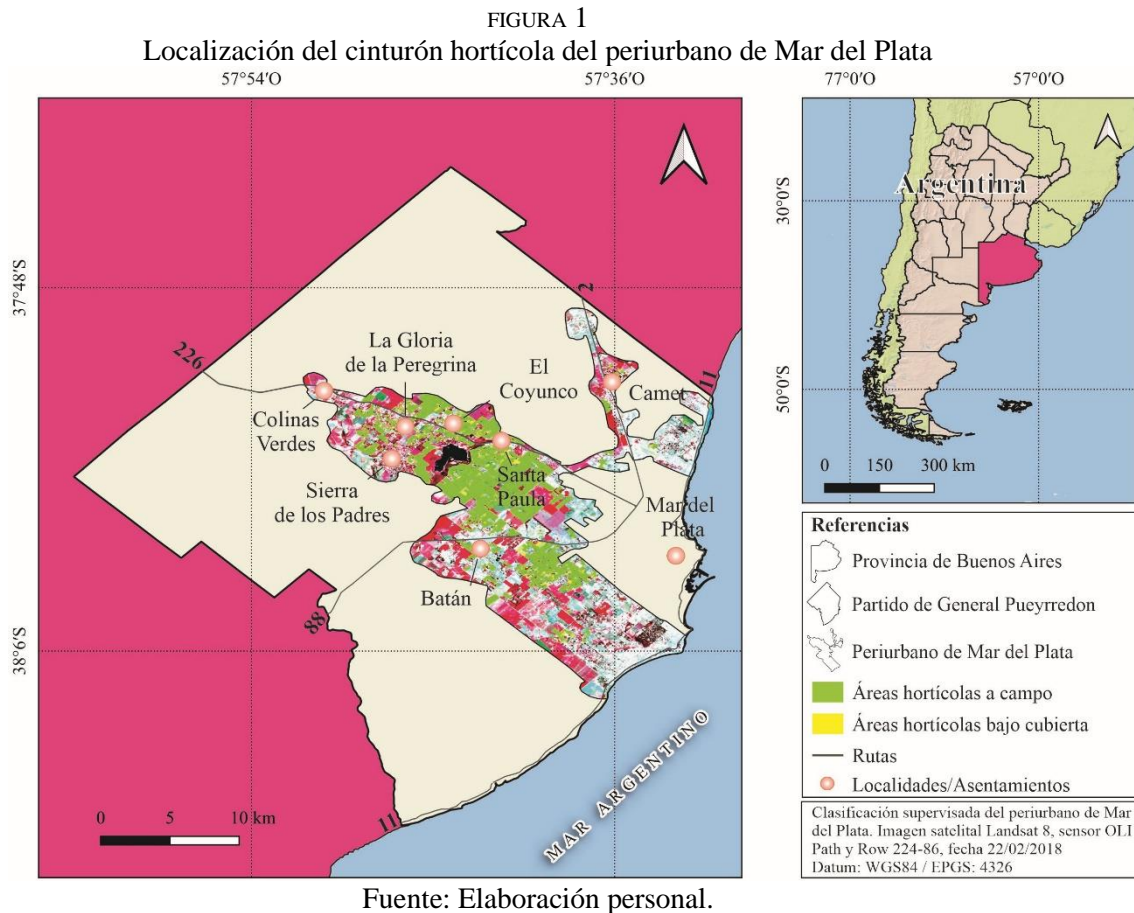 FIGURA 1
Localización del cinturón hortícola del periurbano de Mar del Plata
57°54'O
57°36'O
37°48'S
38°6'S
226
2
11
88
11
La Gloria
de la Peregrina
El
Coyunco
Camet
Colinas
Verdes
Sierra
de los Padres
Santa
Paula
Mar del
Plata
Batán
MAR ARGENTINO
0 5 10 km
77°0'O
57°0'O
30°0'S
50°0'S
Argentina
0 150 300 km
Referencias
Provincia de Buenos Aires
Partido de General Pueyrredon
Periurbano de Mar del Plata
Áreas hortícolas a campo
Áreas hortícolas bajo cubierta
Rutas
Localidades/Asentamientos
Clasificación supervisada del periurbano de Mar
del Plata. Imagen satelital Landsat 8, sensor OLI
Path y Row 224-86, fecha 22/02/2018
Datum: WGS84 / EPGS: 4326
Fuente: Elaboración personal.